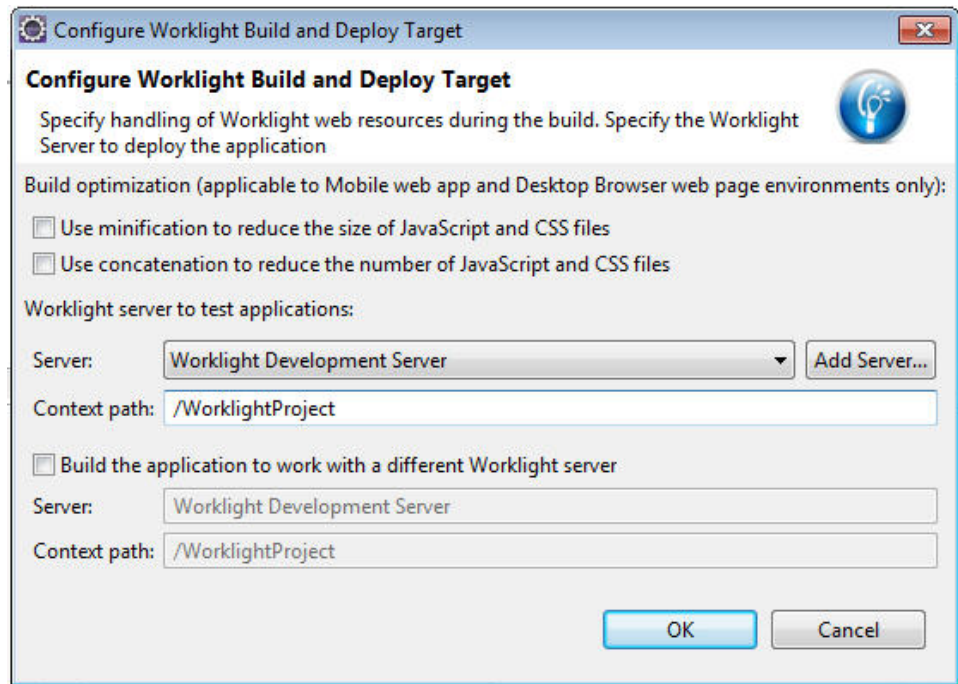 Configure Worklight Build and Deploy Target
Configure Worklight Build and Deploy Target
Specify handling of Worklight web resources during the build. Specify the Worklight
Server to deploy the application
Build optimization (applicable to Mobile web app and Desktop Browser web page environments only):
Use minification to reduce the size of JavaScript and CSS files
Use concatenation to reduce the number of JavaScript and CSS files
Worklight server to test applications:
Server: Worklight Development Server Add Server...
Context path: /WorklightProject
Build the application to work with a different Worklight server
Server: Worklight Development Server
Context path: /WorklightProject
OK Cancel